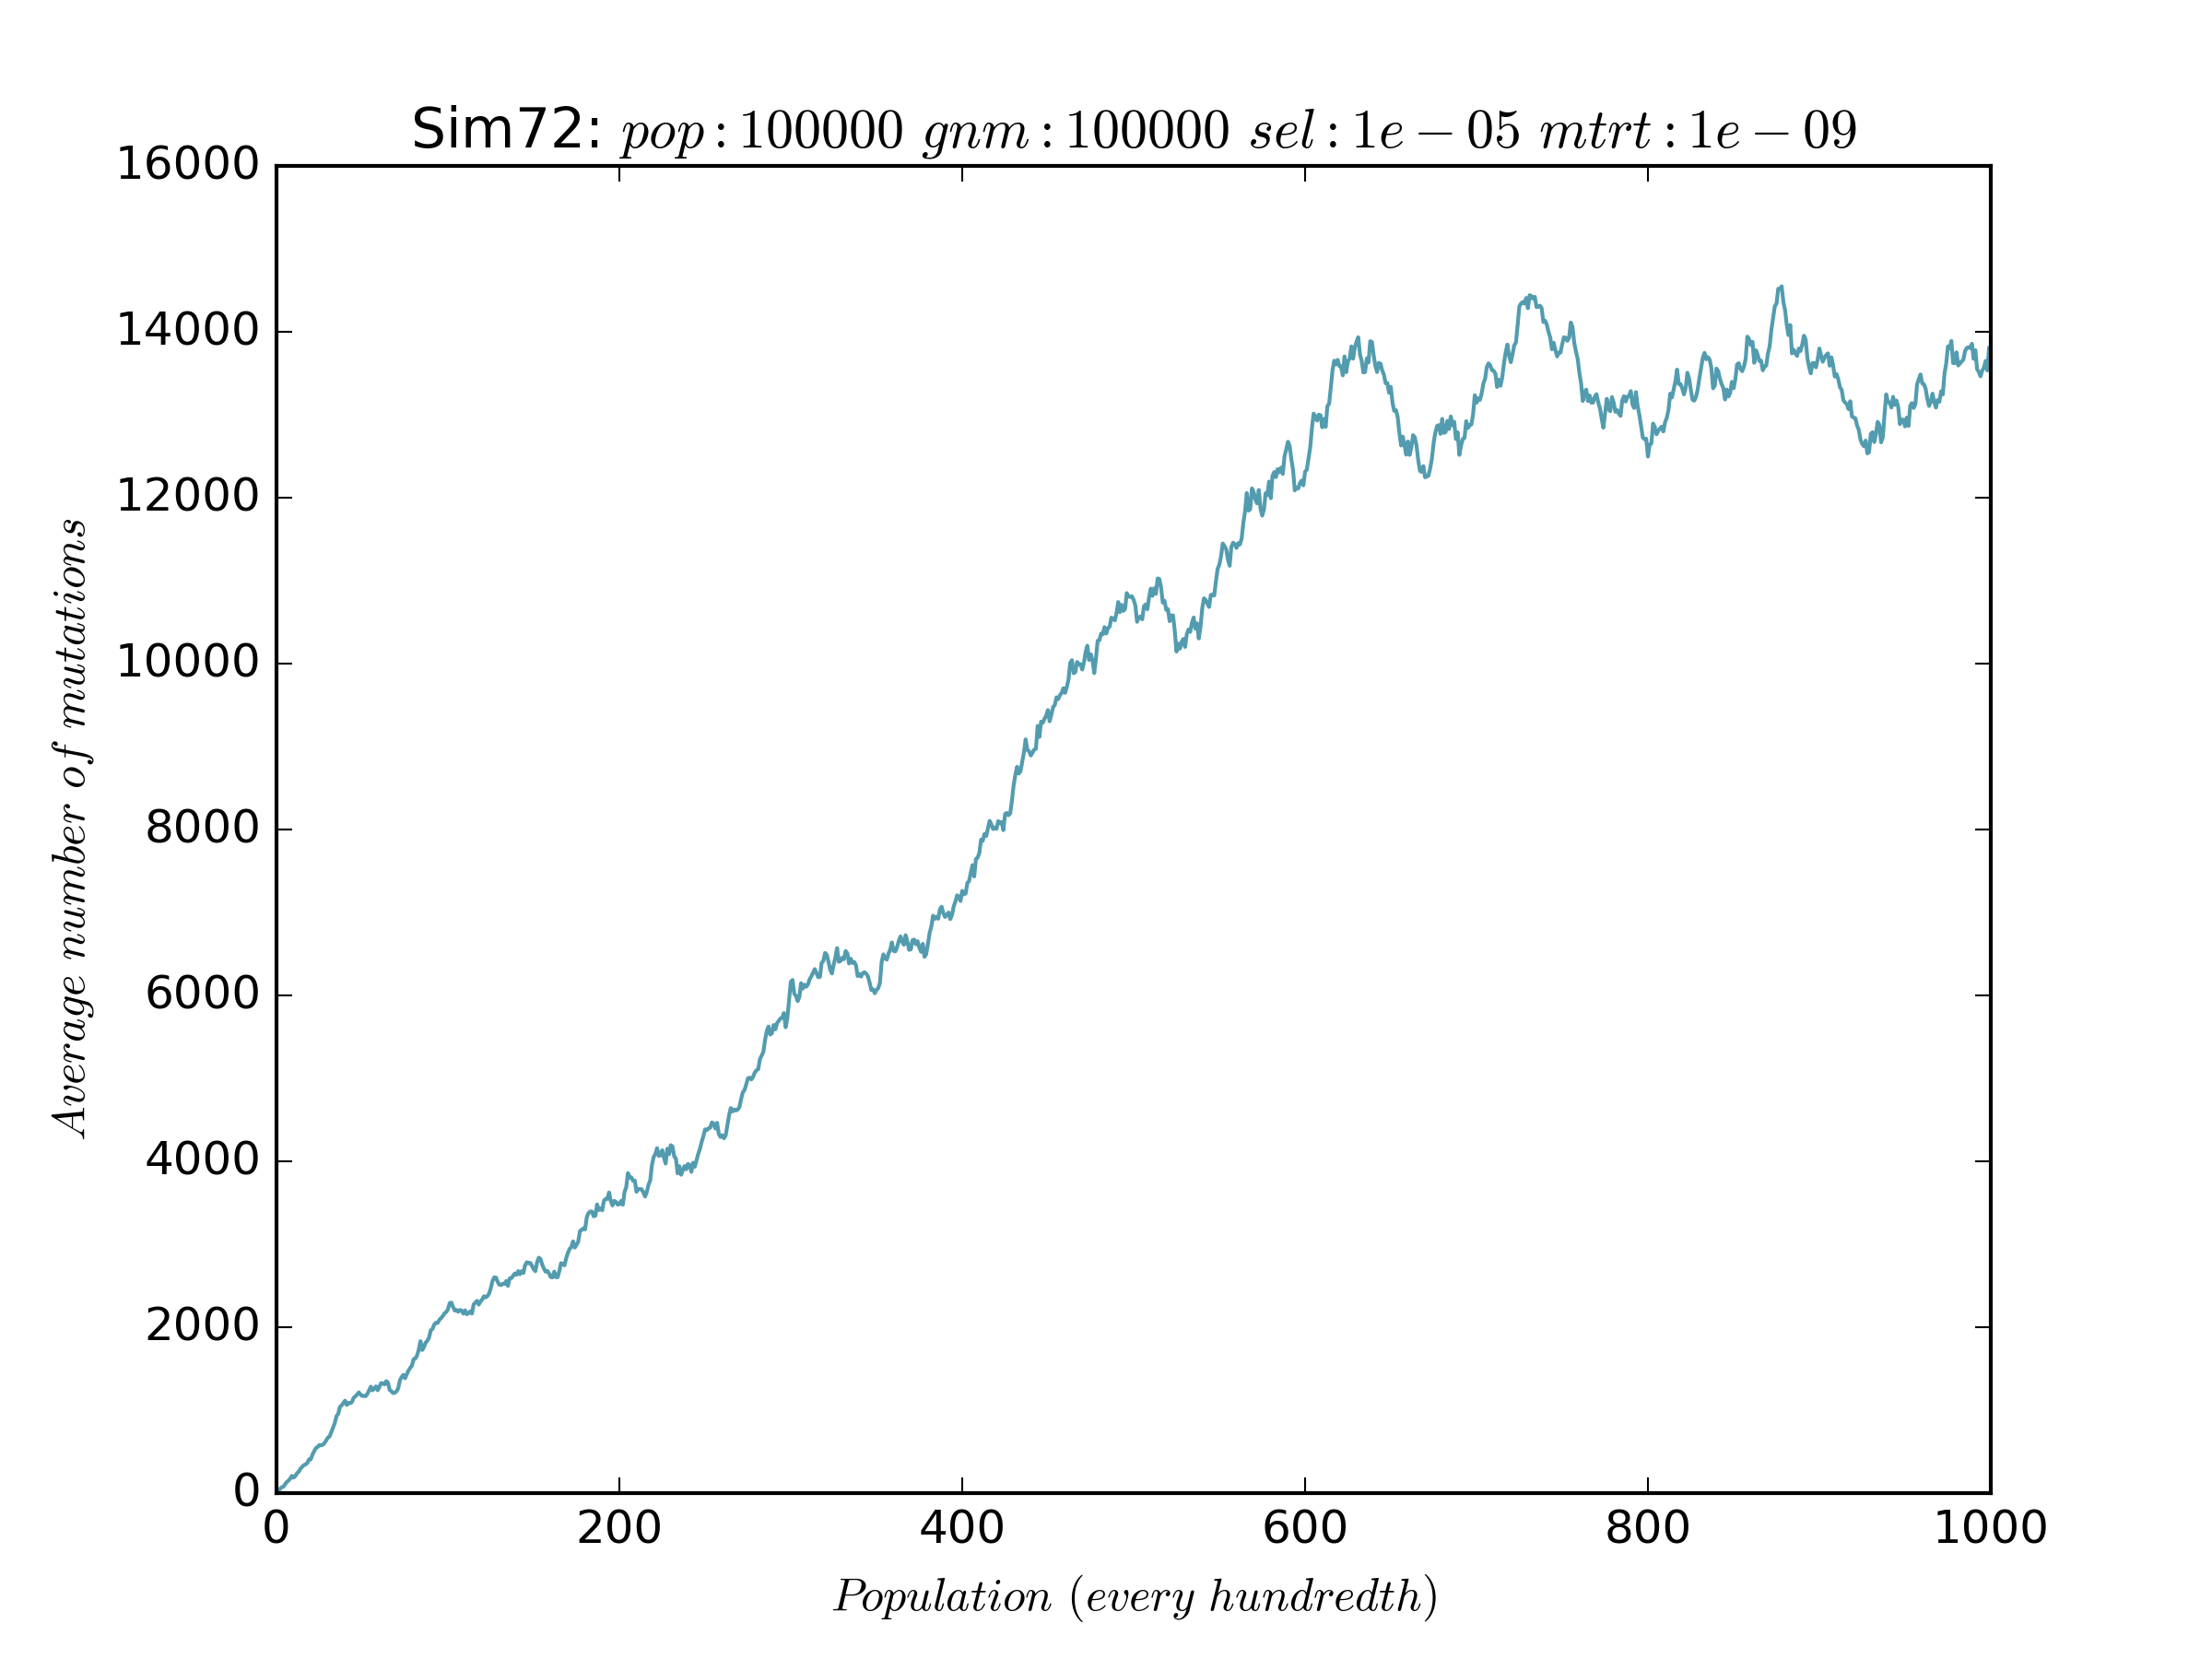 Sim72: pop : 100000 gnm : 100000 sel : 1e − 05 mtrt : 1e − 09
16000
14000
12000
10000
8000
6000
4000
2000
0
Average number of mutations
0 200 400 600 800 1000
Population (every hundredth)